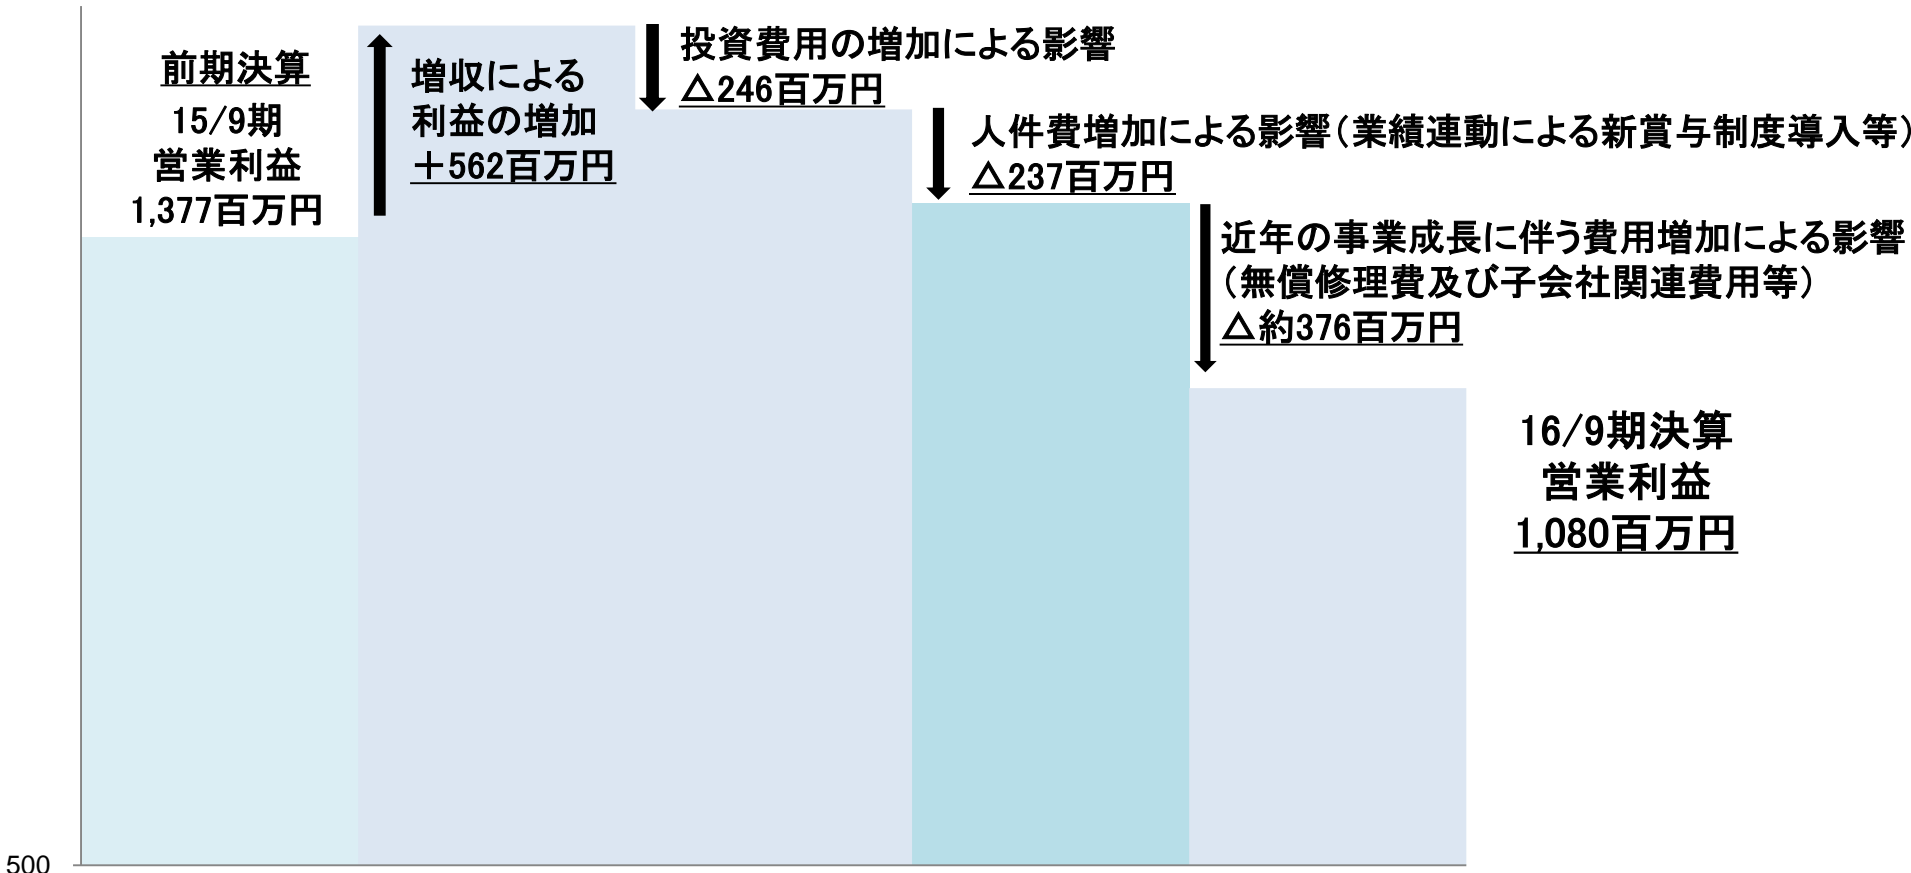 前期決算
15/9期
営業利益
1,377百万円
増収による
利益の増加
＋562百万円
投資費用の増加による影響
△246百万円
人件費増加による影響（業績連動による新賞与制度導入等）
△237百万円
近年の事業成長に伴う費用増加による影響
（無償修理費及び子会社関連費用等）
△約376百万円
16/9期決算
営業利益
1,080百万円
500